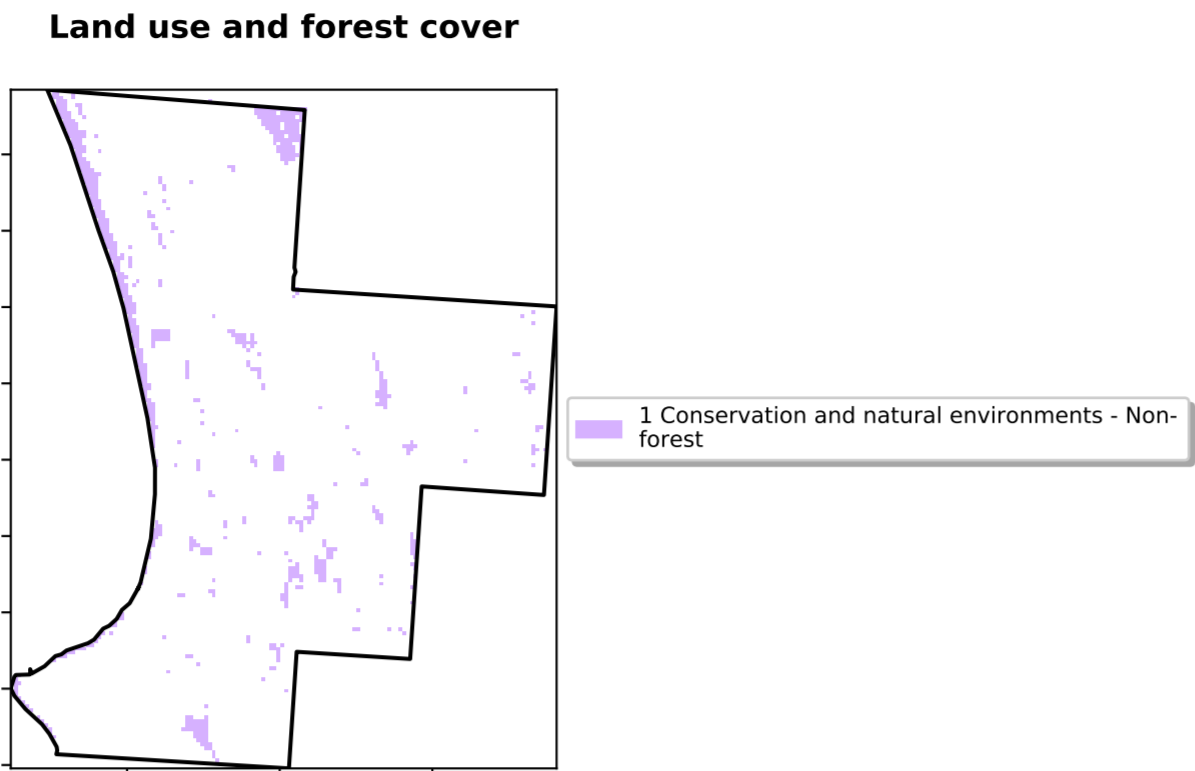 Land use and forest cover
1 Conservation and natural environments - Non-
forest